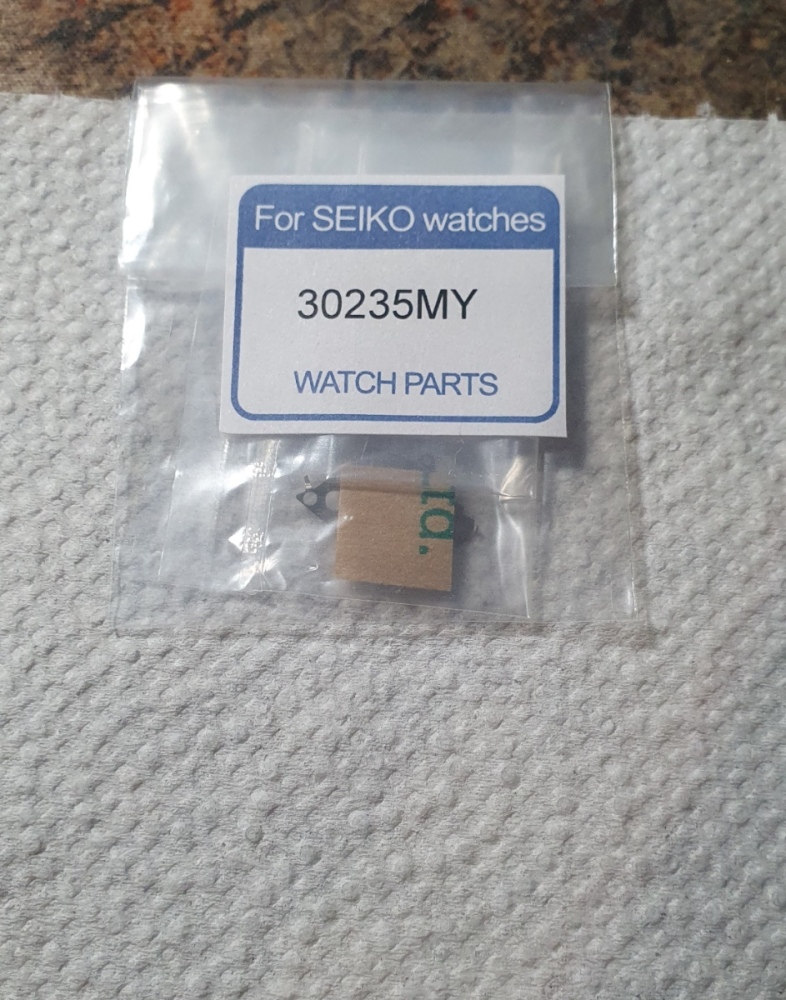 For SEIKO watches
30235MY
WATCH PARTS